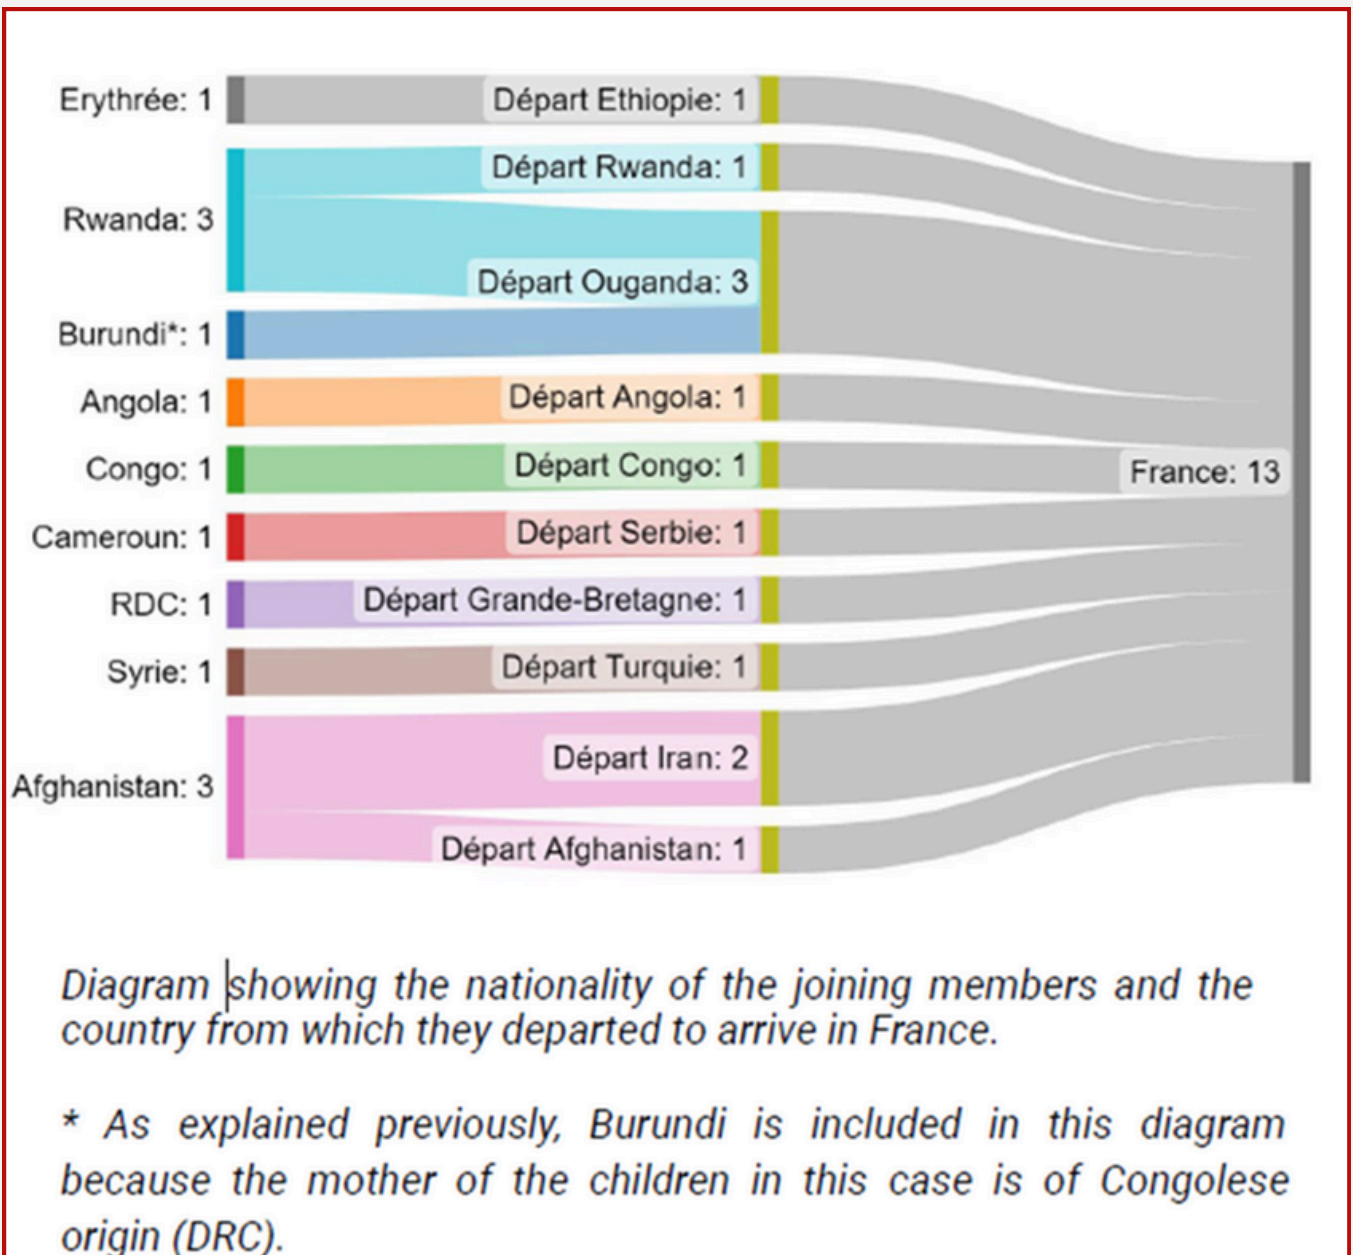 Erythrée: 1
Départ Ethiopie: 1
Départ Rwanda: 1
Rwanda: 3
Départ Ouganda: 3
Burundi*: 1
Angola: 1
Départ Angola: 1
Congo: 1
Départ Congo: 1
France: 13
Cameroun: 1
Départ Serbie: 1
RDC: 1
Départ Grande-Bretagne: 1
Syrie: 1
Départ Turquie: 1
Départ Iran: 2
Afghanistan: 3
Départ Afghanistan: 1
Diagram showing the nationality of the joining members and the
country from which they departed to arrive in France.
* As explained previously, Burundi is included in this diagram
because the mother of the children in this case is of Congolese
origin (DRC).